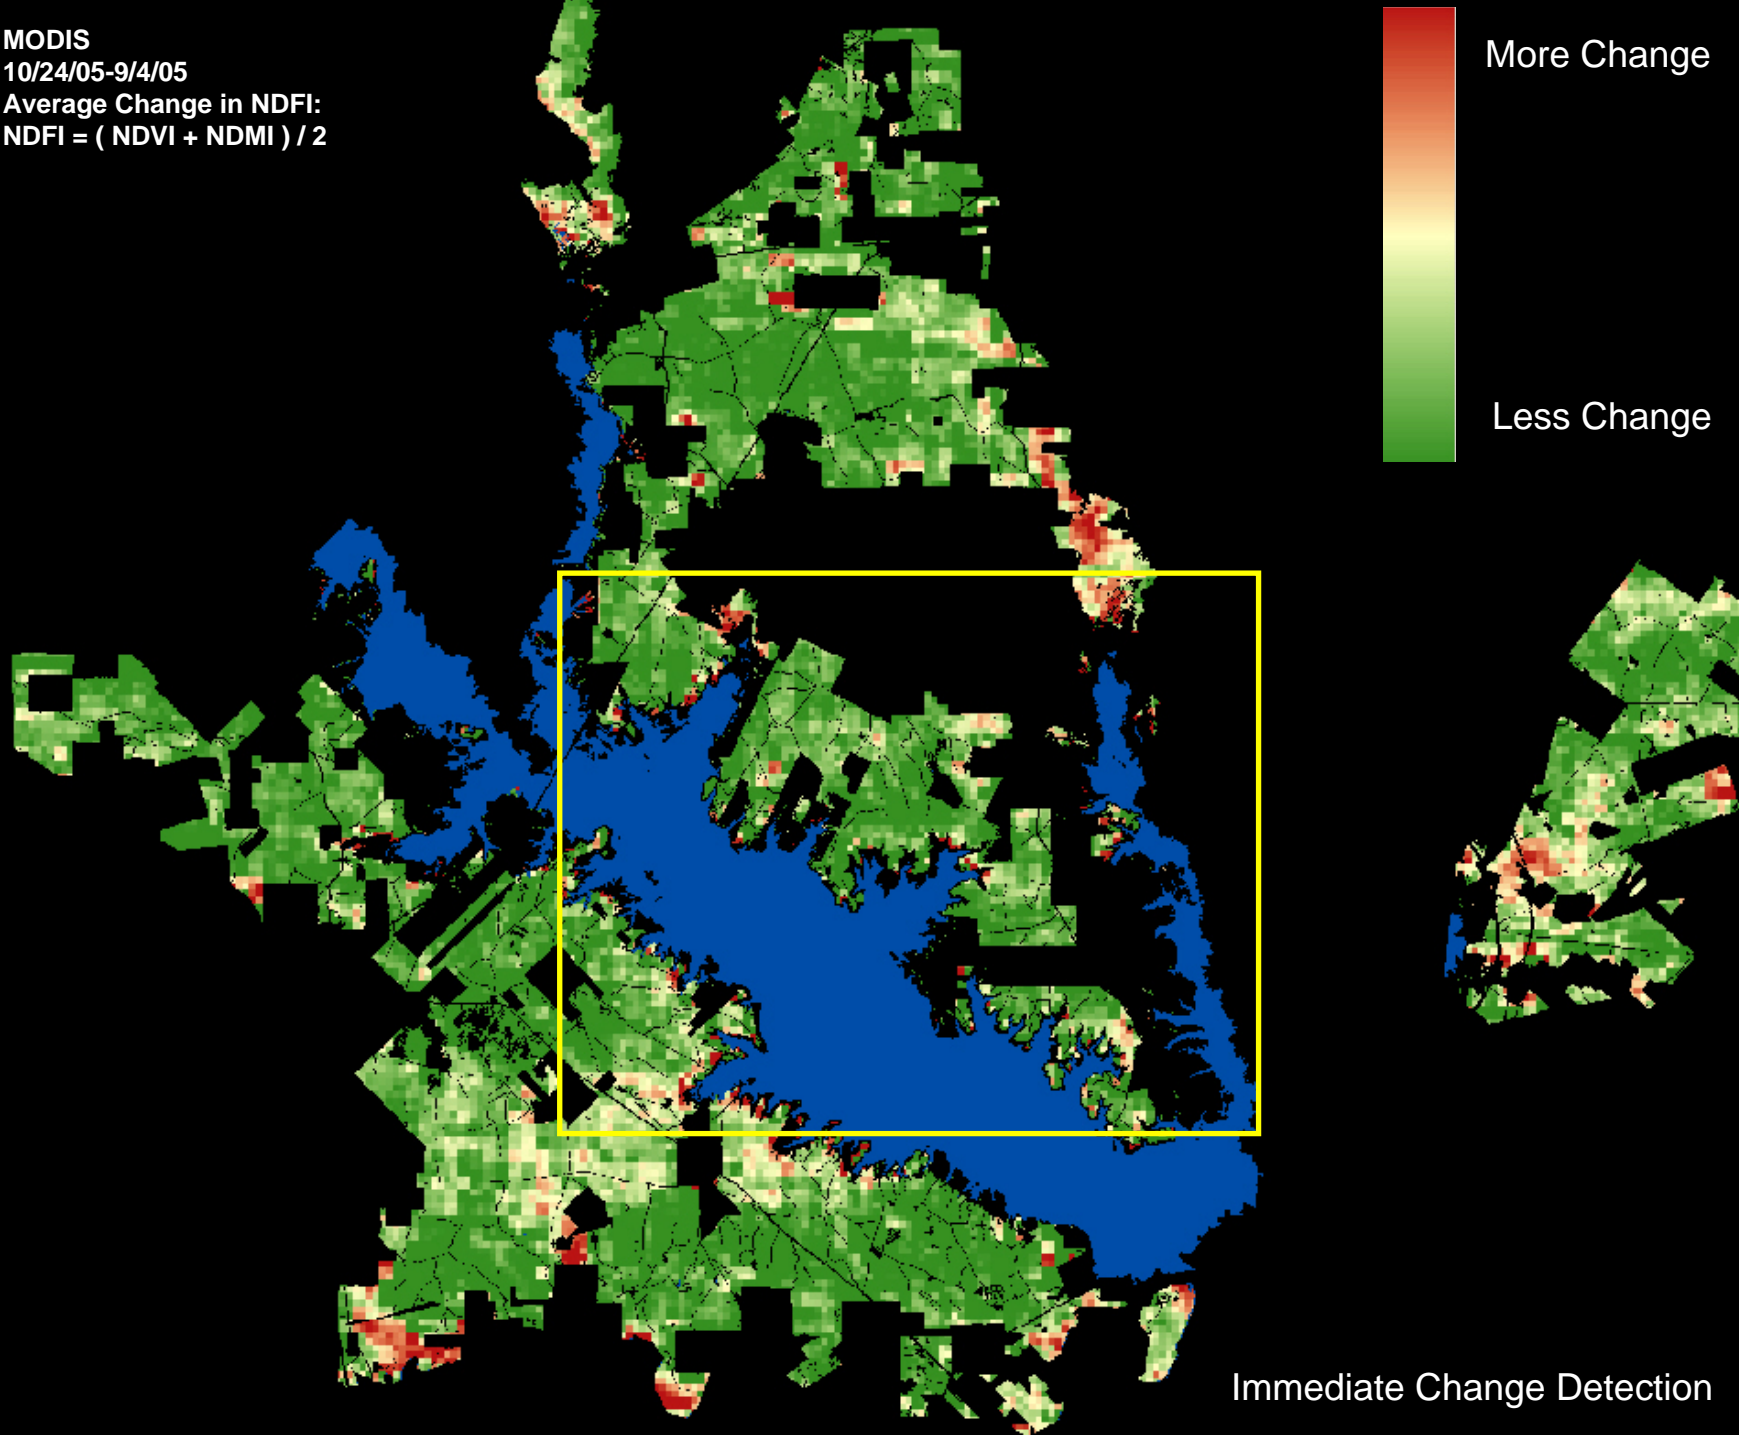 MODIS
10/24/05-9/4/05
Average Change in NDFI:
NDFI = ( NDVI + NDMI ) / 2
More Change
Less Change
Immediate Change Detection